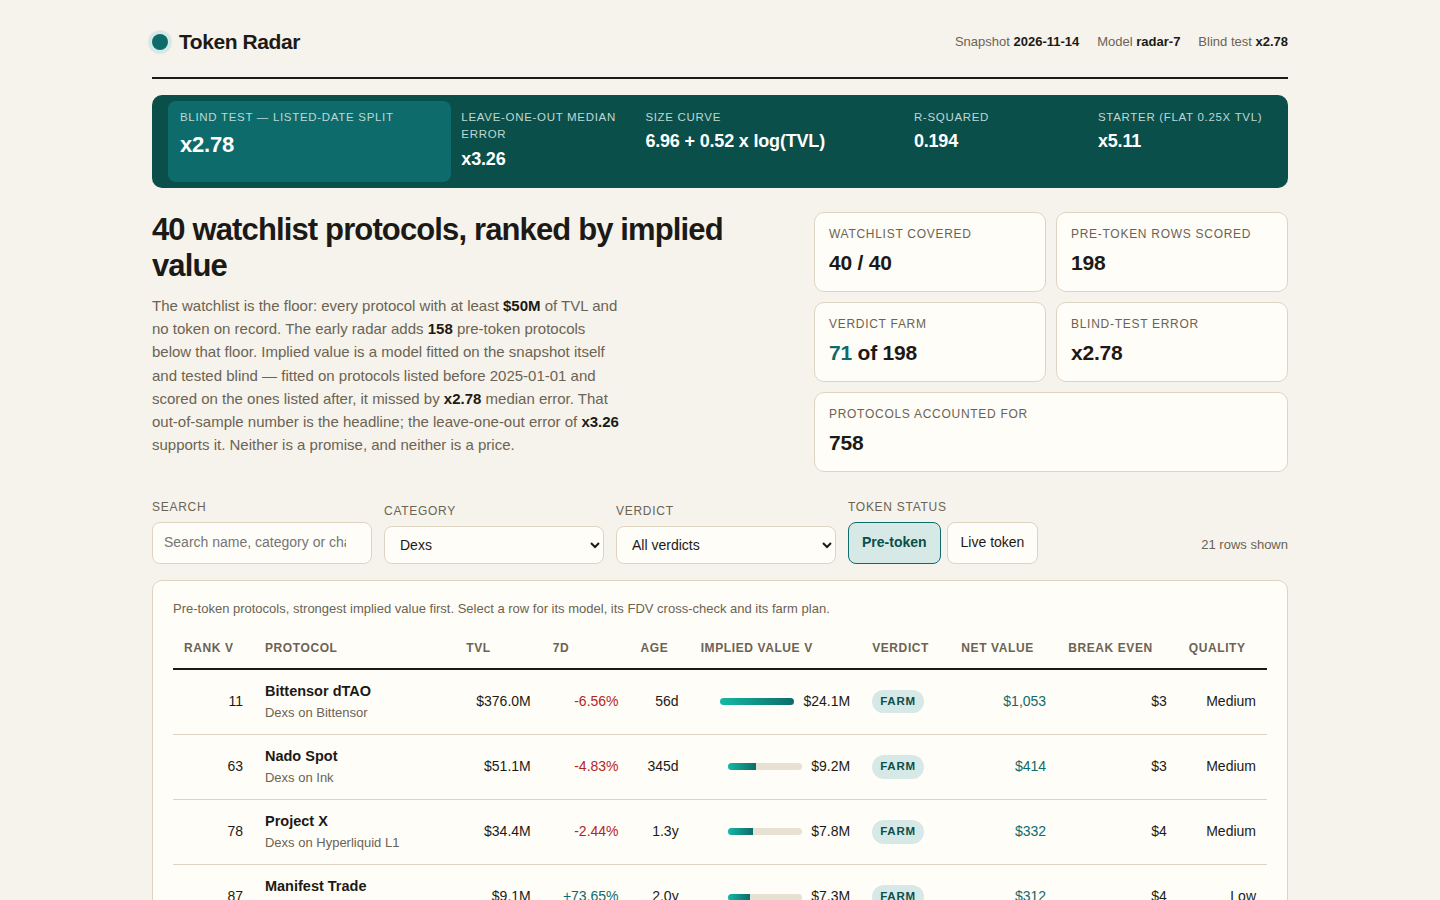 Token Radar
Snapshot 2026-11-14 Model radar-7 Blind test x2.78
BLIND TEST — LISTED-DATE SPLIT
x2.78
LEAVE-ONE-OUT MEDIAN
ERROR
x3.26
SIZE CURVE
6.96 + 0.52 x log(TVL)
R-SQUARED
0.194
STARTER (FLAT 0.25X TVL)
x5.11
40 watchlist protocols, ranked by implied
value
The watchlist is the floor: every protocol with at least $50M of TVL and
no token on record. The early radar adds 158 pre-token protocols
below that floor. Implied value is a model fitted on the snapshot itself
and tested blind — fitted on protocols listed before 2025-01-01 and
scored on the ones listed after, it missed by x2.78 median error. That
out-of-sample number is the headline; the leave-one-out error of x3.26
supports it. Neither is a promise, and neither is a price.
WATCHLIST COVERED
40 / 40
PRE-TOKEN ROWS SCORED
198
VERDICT FARM
71 of 198
BLIND-TEST ERROR
x2.78
PROTOCOLS ACCOUNTED FOR
758
SEARCH
Search name, category or cha
CATEGORY
Dexs
VERDICT
All verdicts
TOKEN STATUS
Pre-token Live token
21 rows shown
Pre-token protocols, strongest implied value first. Select a row for its model, its FDV cross-check and its farm plan.
RANK V PROTOCOL TVL 7D AGE IMPLIED VALUE V VERDICT NET VALUE BREAK EVEN QUALITY
11 Bittensor dTAO $376.0M -6.56% 56d $24.1M FARM $1,053 $3 Medium
Dexs on Bittensor
63 Nado Spot $51.1M -4.83% 345d $9.2M FARM $414 $3 Medium
Dexs on Ink
78 Project X $34.4M -2.44% 1.3y $7.8M FARM $332 $4 Medium
Dexs on Hyperliquid L1
87 Manifest Trade $9.1M +73.65% 2.0y $7.3M FARM $312 $4 Low